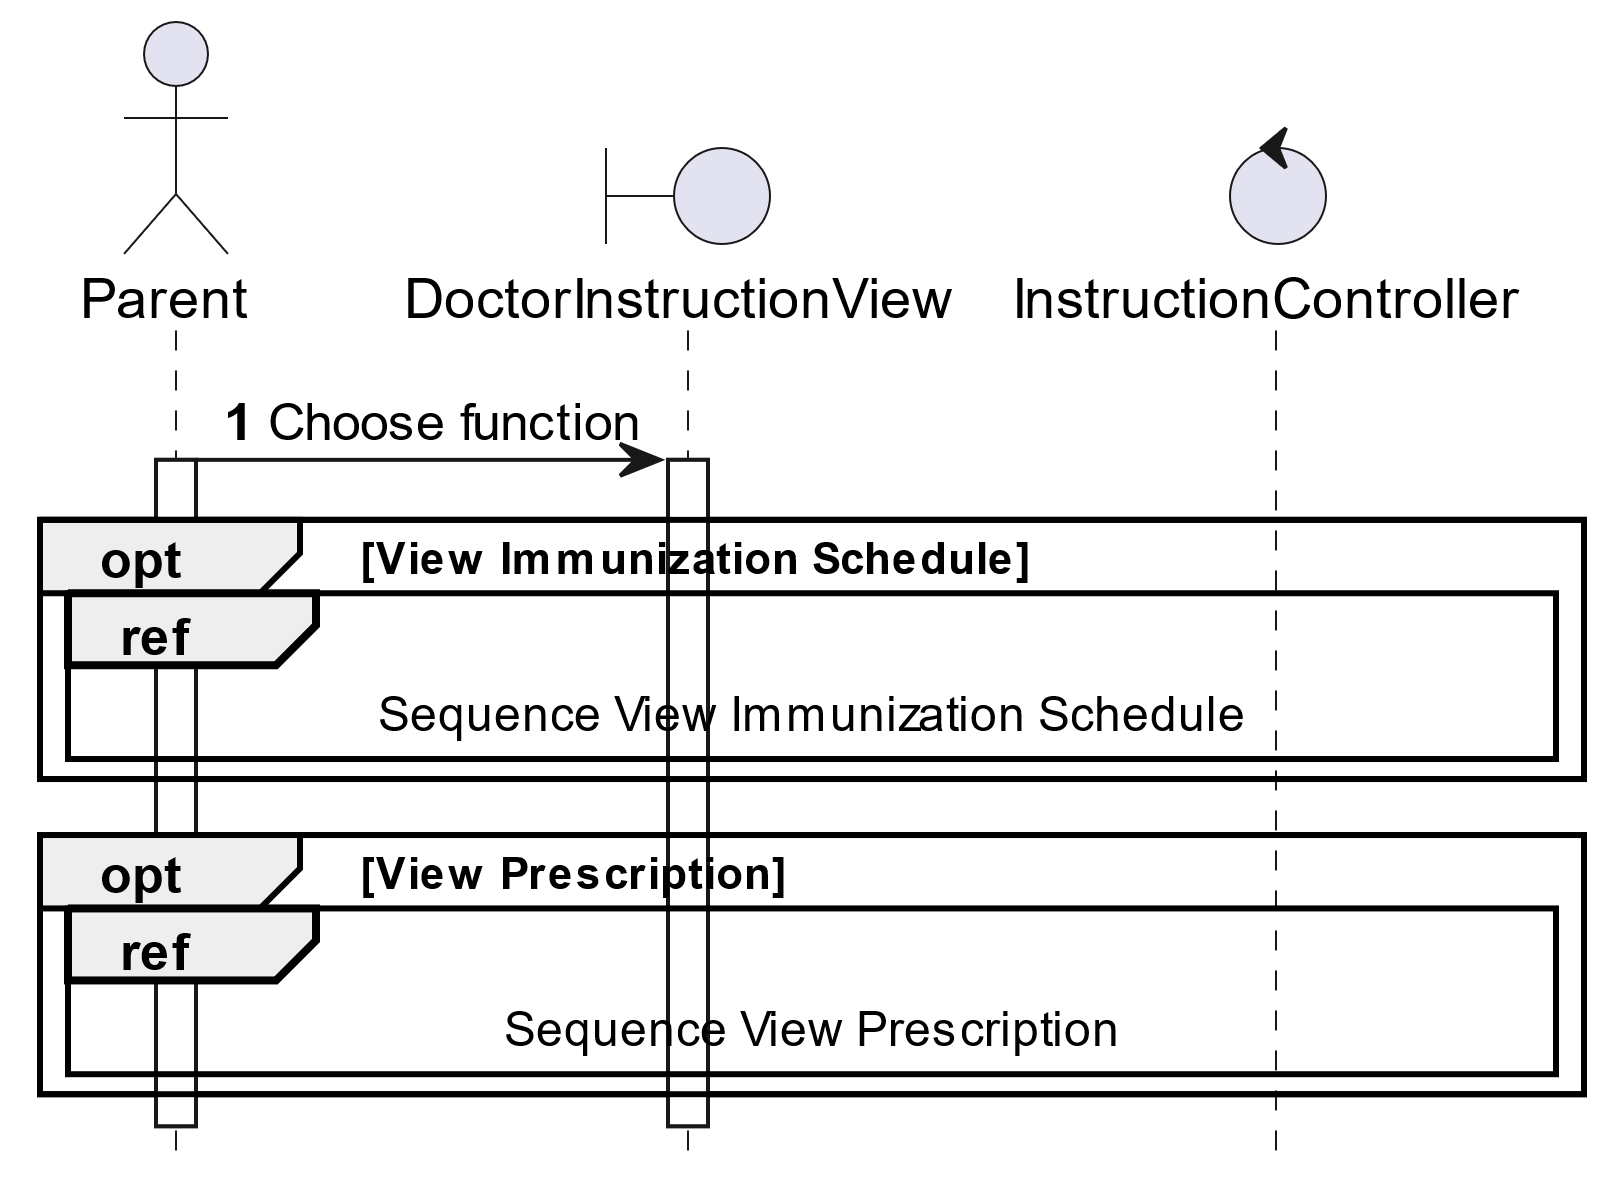 Parent
DoctorInstructionView
InstructionController
1 Choose function
opt [View Immunization Schedule]
ref
Sequence View Immunization Schedule
opt [View Prescription]
ref
Sequence View Prescription